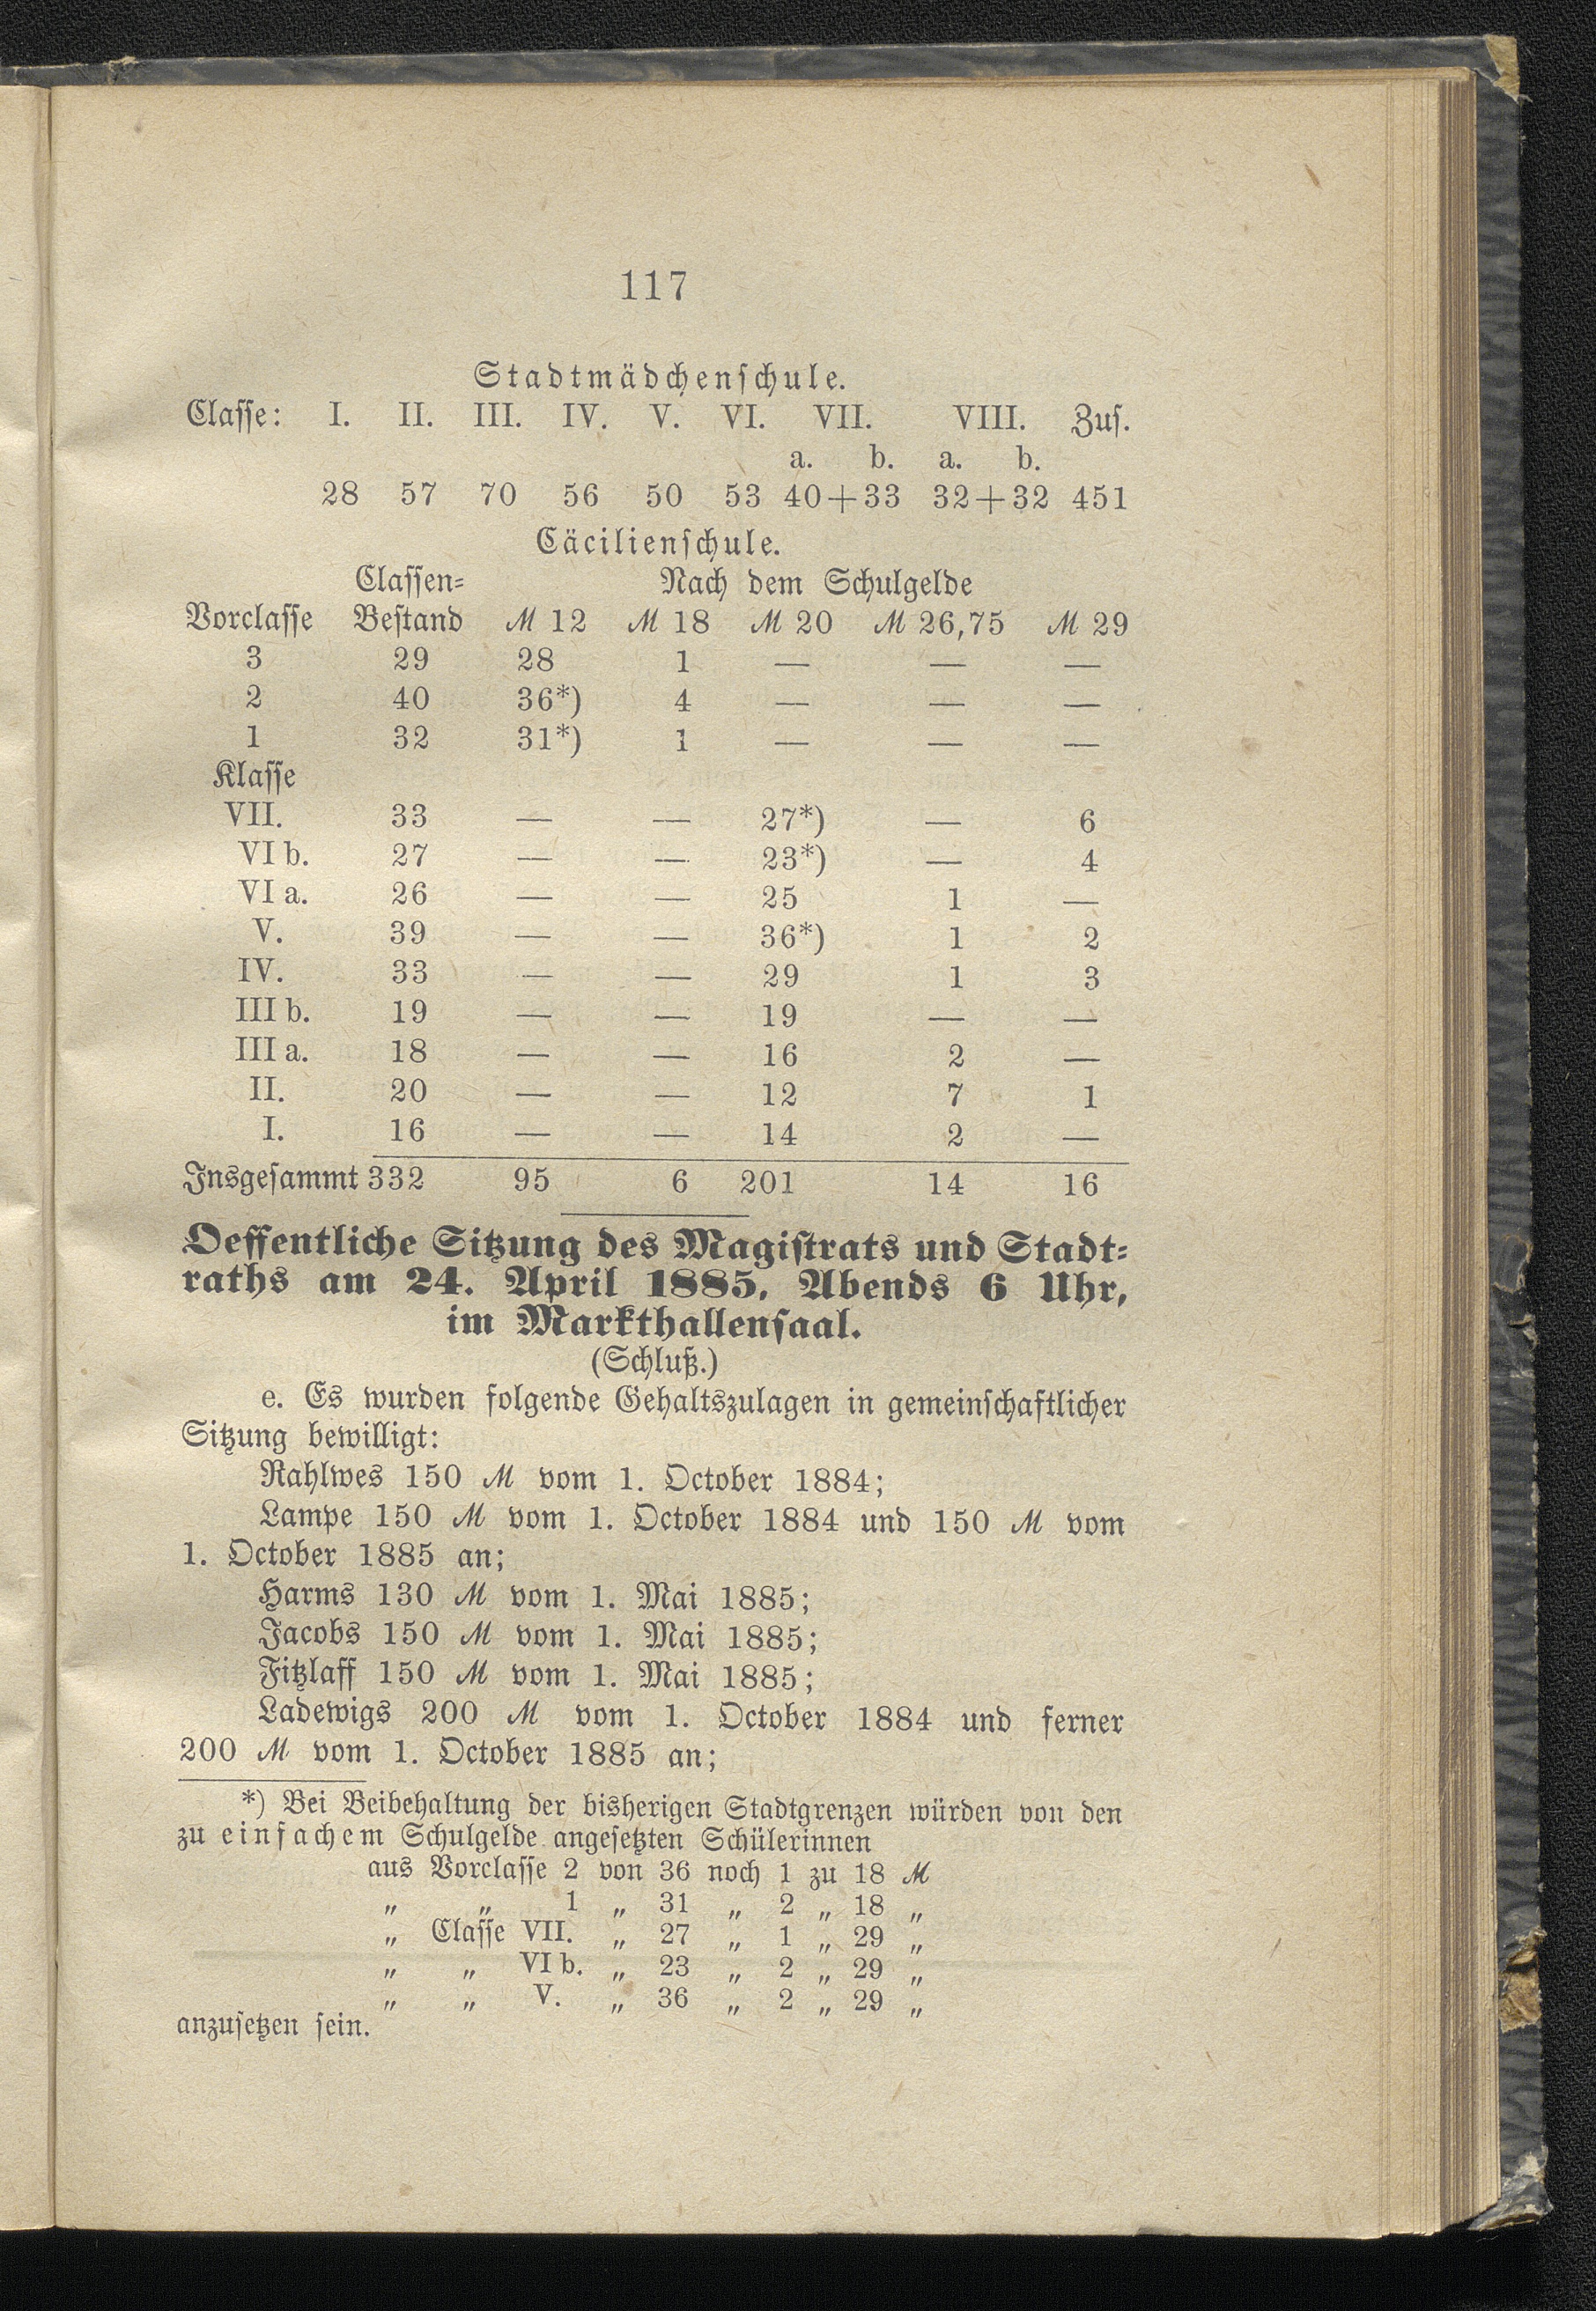 117
Stadtmädchenschule.
Classe: I. II. III. IV. V. VI. VII. VIII. Zus.
a. b. a. b.
28 57 70 56 50 53 40+33 32+32 451
Cäcilienschule.
Classen= Nach dem Schulgelde
Vorclasse Bestand ℳ 12 ℳ 18 ℳ 20 ℳ 26,75 ℳ 29
3 29 28 1 — — —
2 40 36*) 4 — — —
1 32 31*) 1 — — —
Klasse
VII. 33 — — 27*) — 6
VI b. 27 — — 23*) — 4
VI a. 26 — — 25 1 —
V. 39 — — 36*) 1 2
IV. 33 — — 29 1 3
III b. 19 — — 19 — —
III a. 18 — — 16 2 —
II. 20 — — 12 7 1
I. 16 — — 14 2 —
Insgesammt 332 95 6 201 14 16
Oeffentliche Sitzung des Magistrats und Stadt=
raths am 24. April 1885, Abends 6 Uhr,
im Markthallensaal.
(Schluß.)
e. Es wurden folgende Gehaltszulagen in gemeinschaftlicher
Sitzung bewilligt:
Rahlwes 150 ℳ vom 1. October 1884;
Lampe 150 ℳ vom 1. October 1884 und 150 ℳ vom
1. October 1885 an;
Harms 130 ℳ vom 1. Mai 1885;
Jacobs 150 ℳ vom 1. Mai 1885;
Fitzlaff 150 ℳ vom 1. Mai 1885;
Ladewigs 200 ℳ vom 1. October 1884 und ferner
200 ℳ vom 1. October 1885 an;
*) Bei Beibehaltung der bisherigen Stadtgrenzen würden von den
zu einfachem Schulgelde angesetzten Schülerinnen
aus Vorclasse 2 von 36 noch 1 zu 18 ℳ
„ „ 1 „ 31 „ 2 „ 18 „
„ Classe VII. „ 27 „ 1 „ 29 „
„ „ VI b. „ 23 „ 2 „ 29 „
„ „ V. „ 36 „ 2 „ 29 „
anzusetzen sein.